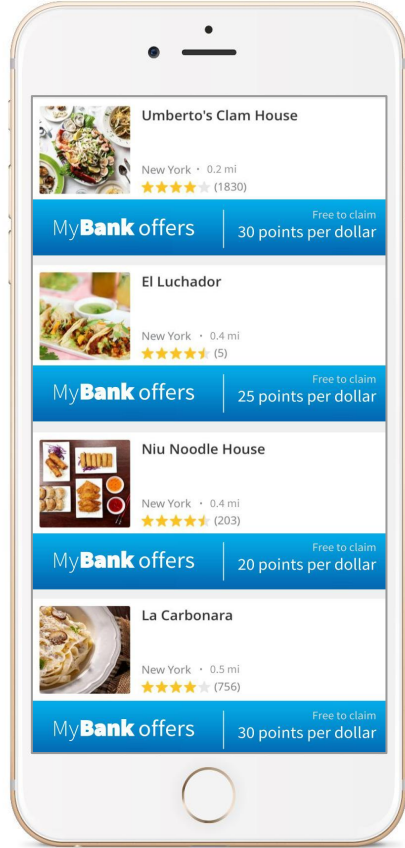 Umberto's Clam House
New York · 0.2 mi
(1830)
MyBank offers
Free to claim
30 points per dollar
El Luchador
New York · 0.4 mi
(5)
MyBank offers
Free to claim
25 points per dollar
Niu Noodle House
New York · 0.4 mi
(203)
MyBank offers
Free to claim
20 points per dollar
La Carbonara
New York · 0.5 mi
(756)
MyBank offers
Free to claim
30 points per dollar